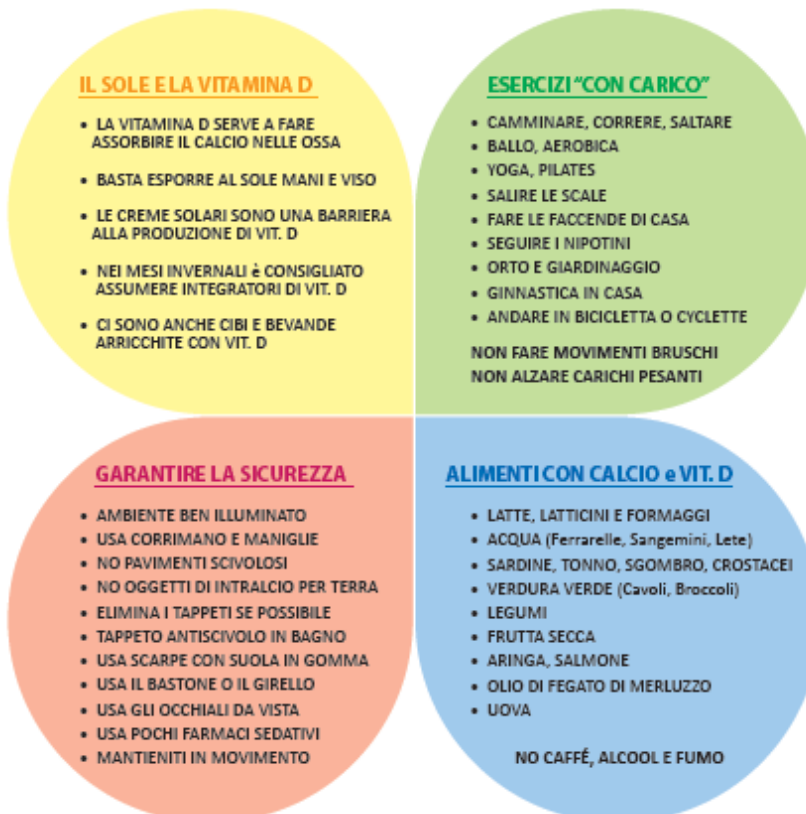 IL SOLE E LA VITAMINA D
• LA VITAMINA D SERVE A FARE
ASSORBIRE IL CALCIO NELLE OSSA
• BASTA ESPORRE AL SOLE MANI E VISO
• LE CREME SOLARI SONO UNA BARRIERA
ALLA PRODUZIONE DI VIT. D
• NEI MESI INVERNALI è CONSIGLIATO
ASSUMERE INTEGRATORI DI VIT. D
• CI SONO ANCHE CIBI E BEVANDE
ARRICCHITE CON VIT. D
ESERCIZI “CON CARICO”
• CAMMINARE, CORRERE, SALTARE
• BALLO, AEROBICA
• YOGA, PILATES
• SALIRE LE SCALE
• FARE LE FACCENDE DI CASA
• SEGUIRE I NIPOTINI
• ORTO E GIARDINAGGIO
• GINNASTICA IN CASA
• ANDARE IN BICICLETTA O CYCLETTE
NON FARE MOVIMENTI BRUSCHI
NON ALZARE CARICHI PESANTI
GARANTIRE LA SICUREZZA
• AMBIENTE BEN ILLUMINATO
• USA CORRIMANO E MANIGLIE
• NO PAVIMENTI SCIVOLOSI
• NO OGGETTI DI INTRALCIO PER TERRA
• ELIMINA I TAPPETI SE POSSIBILE
• TAPPETO ANTISCIVOLO IN BAGNO
• USA SCARPE CON SUOLA IN GOMMA
• USA IL BASTONE O IL GIRELLO
• USA GLI OCCHIALI DA VISTA
• USA POCHI FARMACI SEDATIVI
• MANTIENITI IN MOVIMENTO
ALIMENTI CON CALCIO e VIT. D
• LATTE, LATTICINI E FORMAGGI
• ACQUA (Ferrarelle, Sangemini, Lete)
• SARDINE, TONNO, SGOMBRO, CROSTACEI
• VERDURA VERDE (Cavoli, Broccoli)
• LEGUMI
• FRUTTA SECCA
• ARINGA, SALMONE
• OLIO DI FEGATO DI MERLUZZO
• UOVA
NO CAFFÉ, ALCOOL E FUMO